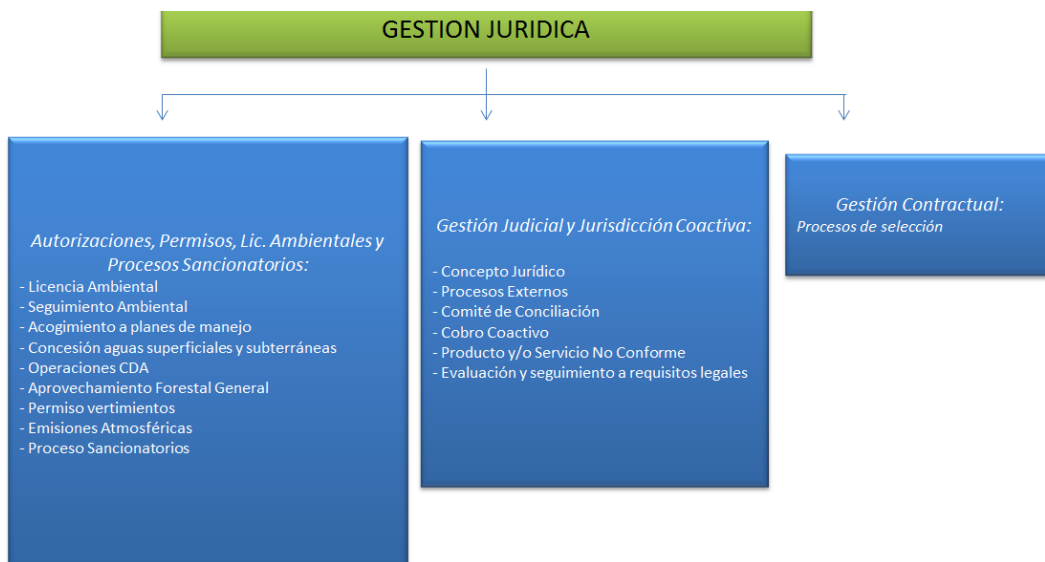 GESTION JURIDICA
Autorizaciones, Permisos, Lic. Ambientales y
Procesos Sancionatorios:
- Licencia Ambiental
- Seguimiento Ambiental
- Acogimiento a planes de manejo
- Concesión aguas superficiales y subterráneas
- Operaciones CDA
- Aprovechamiento Forestal General
- Permiso vertimientos
- Emisiones Atmosféricas
- Proceso Sancionatorios
Gestión Judicial y Jurisdicción Coactiva:
- Concepto Jurídico
- Procesos Externos
- Comité de Conciliación
- Cobro Coactivo
- Producto y/o Servicio No Conforme
- Evaluación y seguimiento a requisitos legales
Gestión Contractual:
Procesos de selección